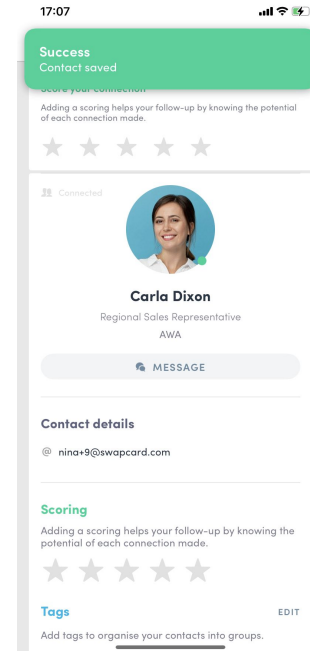 17:07
Success
Contact saved
Score your connection
Adding a scoring helps your follow-up by knowing the potential
of each connection made.
Connected
Carla Dixon
Regional Sales Representative
AWA
MESSAGE
Contact details
@ nina+9@swapcard.com
Scoring
Adding a scoring helps your follow-up by knowing the
potential of each connection made.
Tags
EDIT
Add tags to organise your contacts into groups.